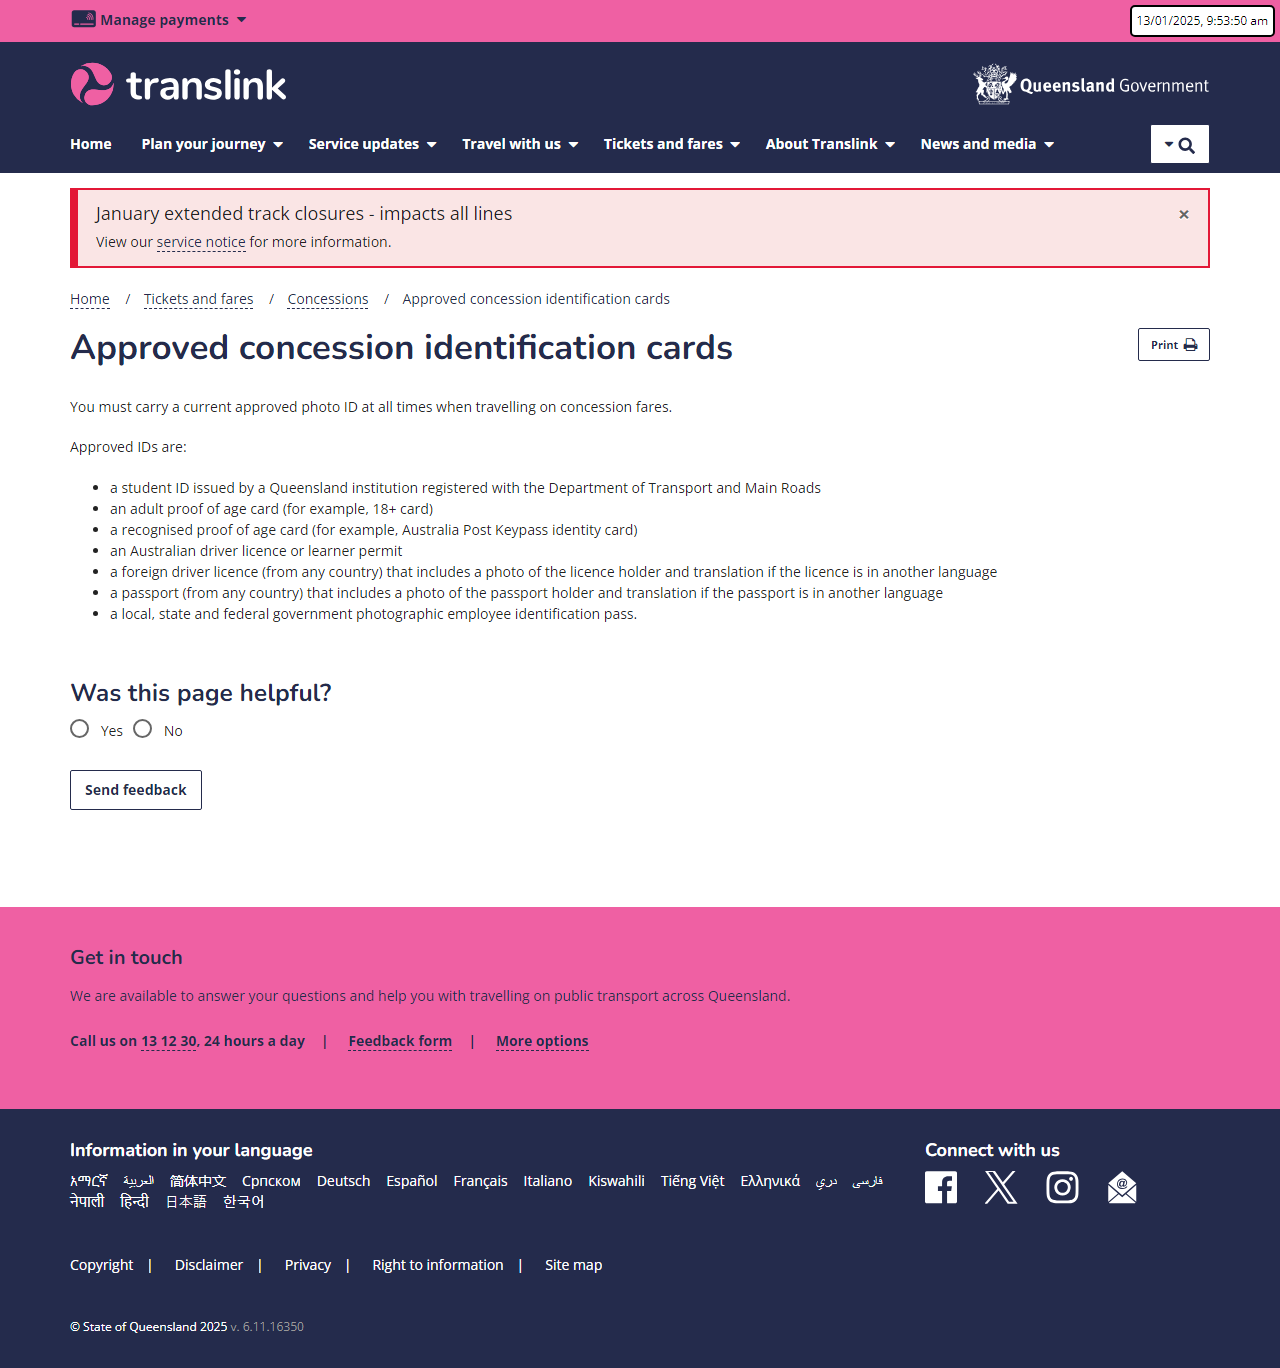 Manage payments
13/01/2025, 9:53:50 am
translink
Queensland Government
Home Plan your journey Service updates Travel with us Tickets and fares About Translink News and media
January extended track closures - impacts all lines
×
View our service notice for more information.
Home / Tickets and fares / Concessions / Approved concession identification cards
Approved concession identification cards
Print
You must carry a current approved photo ID at all times when travelling on concession fares.
Approved IDs are:
• a student ID issued by a Queensland institution registered with the Department of Transport and Main Roads
• an adult proof of age card (for example, 18+ card)
• a recognised proof of age card (for example, Australia Post Keypass identity card)
• an Australian driver licence or learner permit
• a foreign driver licence (from any country) that includes a photo of the licence holder and translation if the licence is in another language
• a passport (from any country) that includes a photo of the passport holder and translation if the passport is in another language
• a local, state and federal government photographic employee identification pass.
Was this page helpful?
Yes No
Send feedback
Get in touch
We are available to answer your questions and help you with travelling on public transport across Queensland.
Call us on 13 12 30, 24 hours a day | Feedback form | More options
Information in your language
አማርኛ العربية 简体中文 Српском Deutsch Español Français Italiano Kiswahili Tiếng Việt Ελληνικά دري فارسی
नेपाली हिन्दी 日本語 한국어
Connect with us
Copyright | Disclaimer | Privacy | Right to information | Site map
© State of Queensland 2025 v. 6.11.16350